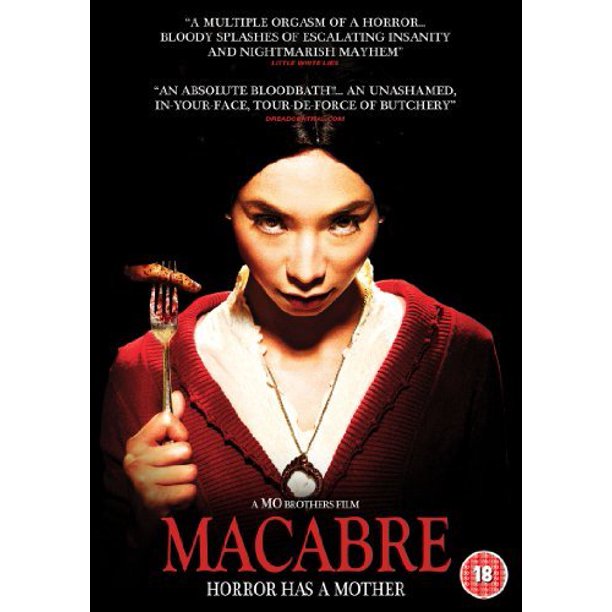 “A MULTIPLE ORGASM OF A HORROR...
BLOODY SPLASHES OF ESCALATING INSANITY
AND NIGHTMARISH MAYHEM”
LITTLE WHITE LIES
“AN ABSOLUTE BLOODBATH!!... AN UNASHAMED,
IN-YOUR-FACE, TOUR-DE-FORCE OF BUTCHERY”
DREADCENTRAL.COM
A MO BROTHERS FILM
MACABRE
HORROR HAS A MOTHER
18